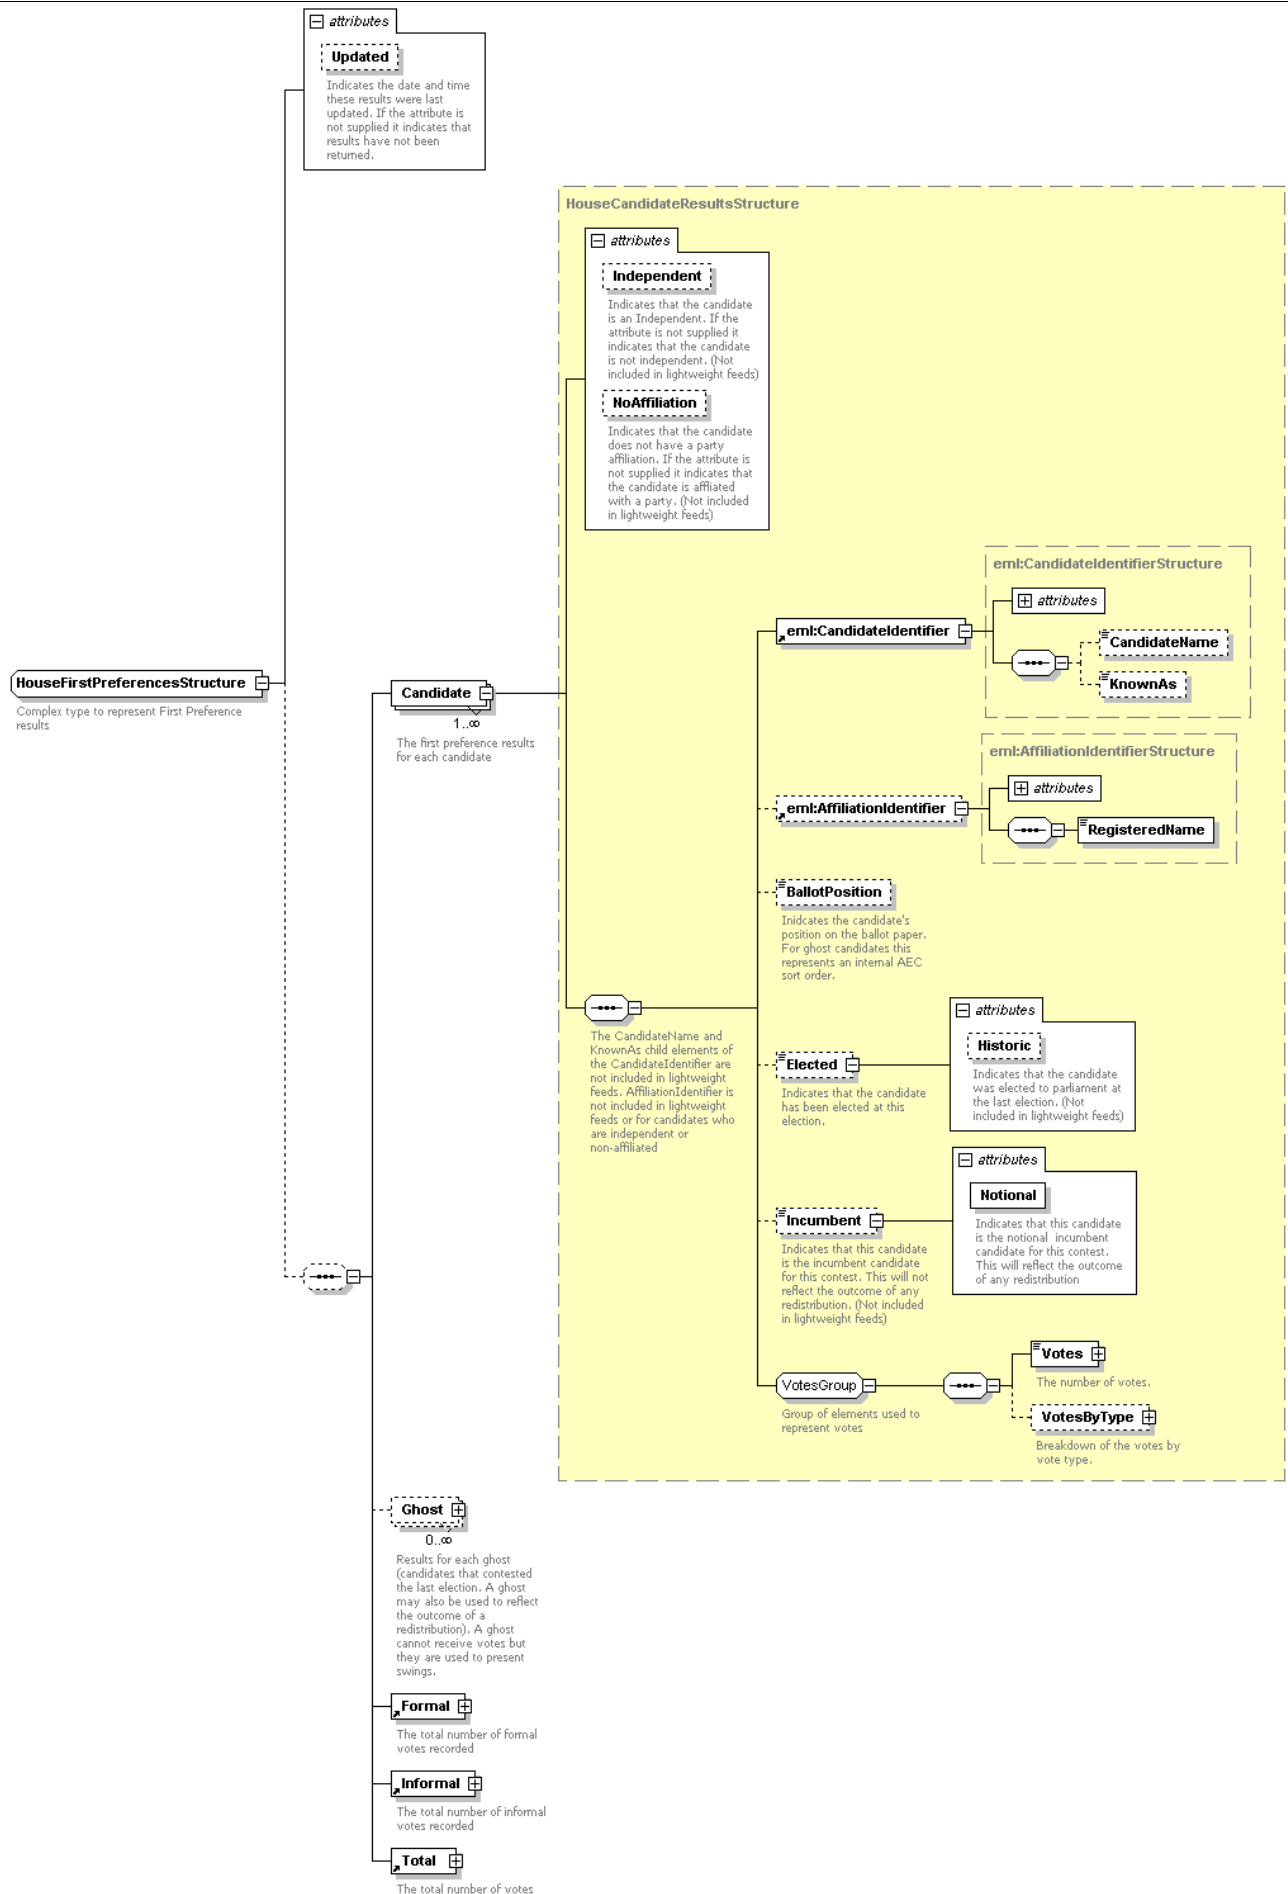 attributes
Updated
Indicates the date and time
these results were last
updated. If the attribute is
not supplied it indicates that
results have not been
returned.
HouseCandidateResultsStructure
attributes
Independent
Indicates that the candidate
is an Independent. If the
attribute is not supplied it
indicates that the candidate
is not independent. (Not
included in lightweight feeds)
NoAffiliation
Indicates that the candidate
does not have a party
affiliation. If the attribute is
not supplied it indicates that
the candidate is affliated
with a party. (Not included
in lightweight feeds)
eml:CandidateIdentifierStructure
attributes
eml:CandidateIdentifier
CandidateName
KnownAs
HouseFirstPreferencesStructure
Complex type to represent First Preference
results
Candidate
1..∞
The first preference results
for each candidate
eml:AffiliationIdentifierStructure
attributes
eml:AffiliationIdentifier
RegisteredName
BallotPosition
Inidcates the candidate's
position on the ballot paper.
For ghost candidates this
represents an internal AEC
sort order.
The CandidateName and
KnownAs child elements of
the CandidateIdentifier are
not included in lightweight
feeds. AffiliationIdentifier is
not included in lightweight
feeds or for candidates who
are independent or
non-affiliated
Elected
Indicates that the candidate
has been elected at this
election.
attributes
Historic
Indicates that the candidate
was elected to parliament at
the last election. (Not
included in lightweight feeds)
attributes
Notional
Indicates that this candidate
is the notional incumbent
candidate for this contest.
This will reflect the outcome
of any redistribution
Incumbent
Indicates that this candidate
is the incumbent candidate
for this contest. This will not
reflect the outcome of any
redistribution. (Not included
in lightweight feeds)
VotesGroup
Group of elements used to
represent votes
Votes
The number of votes.
VotesByType
Breakdown of the votes by
vote type.
Ghost
0..∞
Results for each ghost
(candidates that contested
the last election. A ghost
may also be used to reflect
the outcome of a
redistribution). A ghost
cannot receive votes but
they are used to present
swings.
Formal
The total number of formal
votes recorded
Informal
The total number of informal
votes recorded
Total
The total number of votes